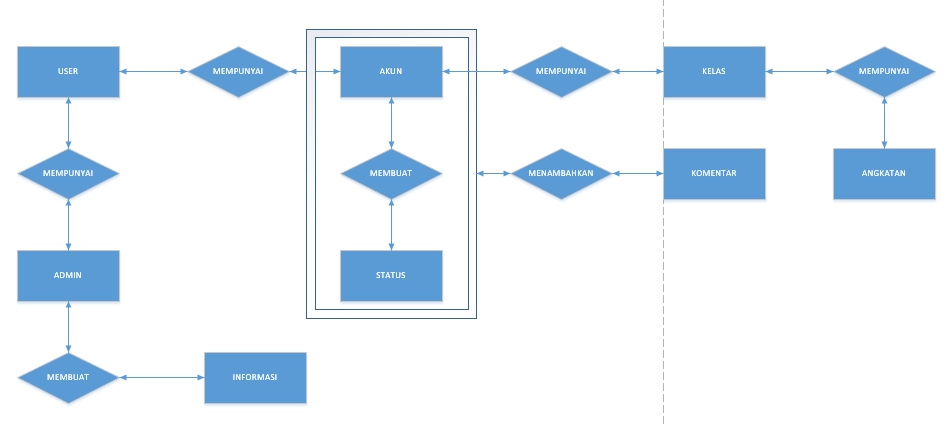 USER
MEMPUNYAI
AKUN
MEMPUNYAI
KELAS
MEMPUNYAI
MEMPUNYAI
MEMBUAT
MENAMBAHKAN
KOMENTAR
ANGKATAN
ADMIN
STATUS
MEMBUAT
INFORMASI